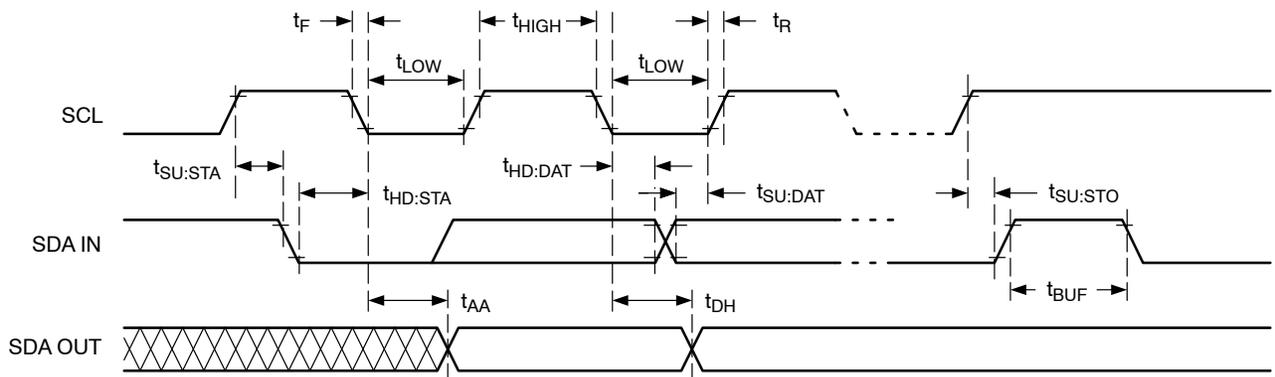 tF
tHIGH
tR
tLOW
tLOW
SCL
tSU:STA
tHD:STA
tHD:DAT
tSU:DAT
tSU:STO
SDA IN
tBUF
tAA
tDH
SDA OUT